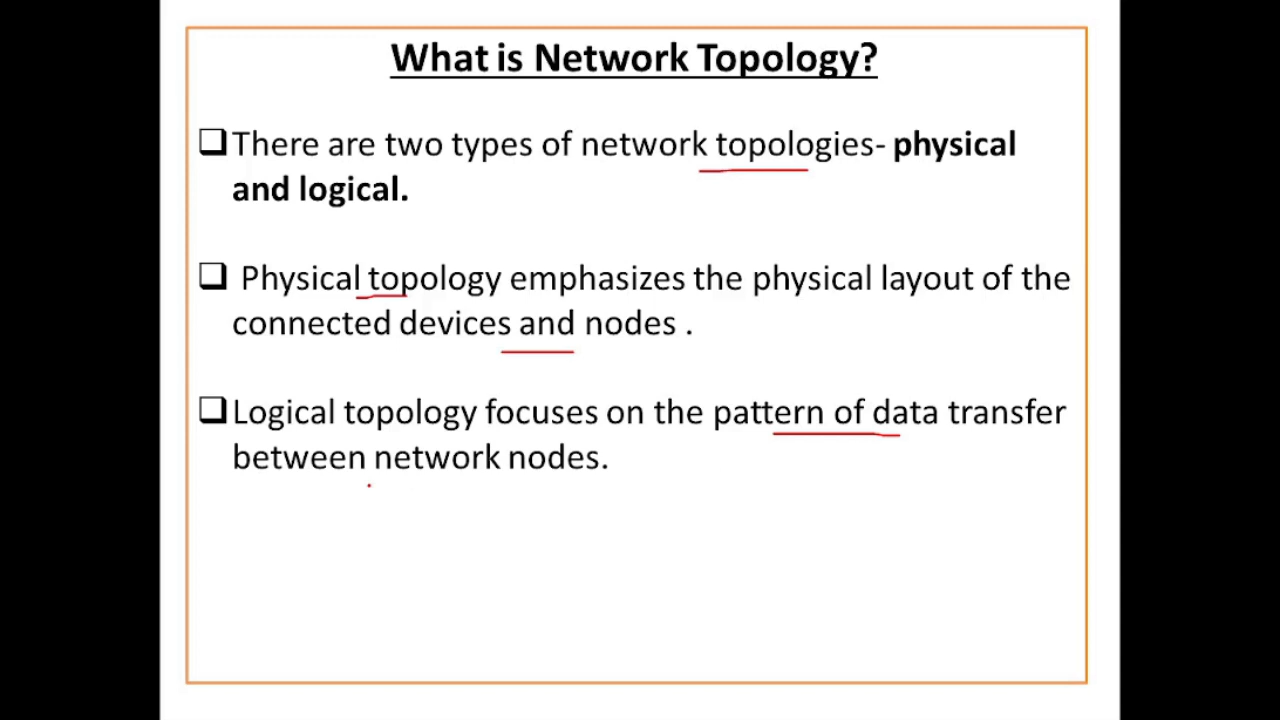 What is Network Topology?
❑There are two types of network topologies- physical
and logical.
❑ Physical topology emphasizes the physical layout of the
connected devices and nodes .
❑Logical topology focuses on the pattern of data transfer
between network nodes.